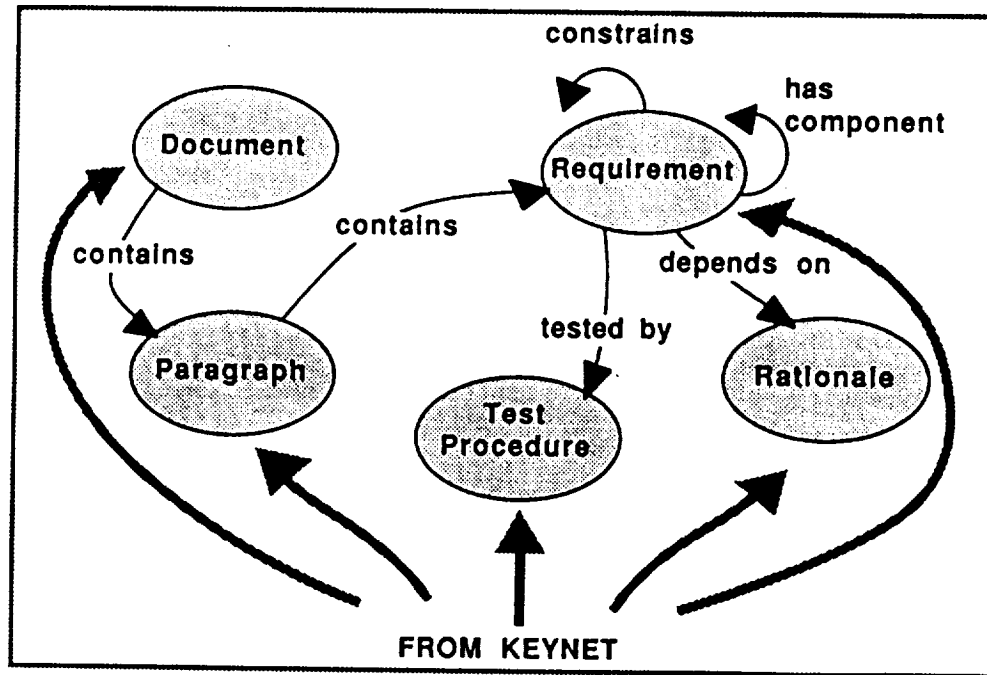 constrains
has
component
Document
Requirement
contains
contains
depends on
tested by
Paragraph
Rationale
Test
Procedure
FROM KEYNET